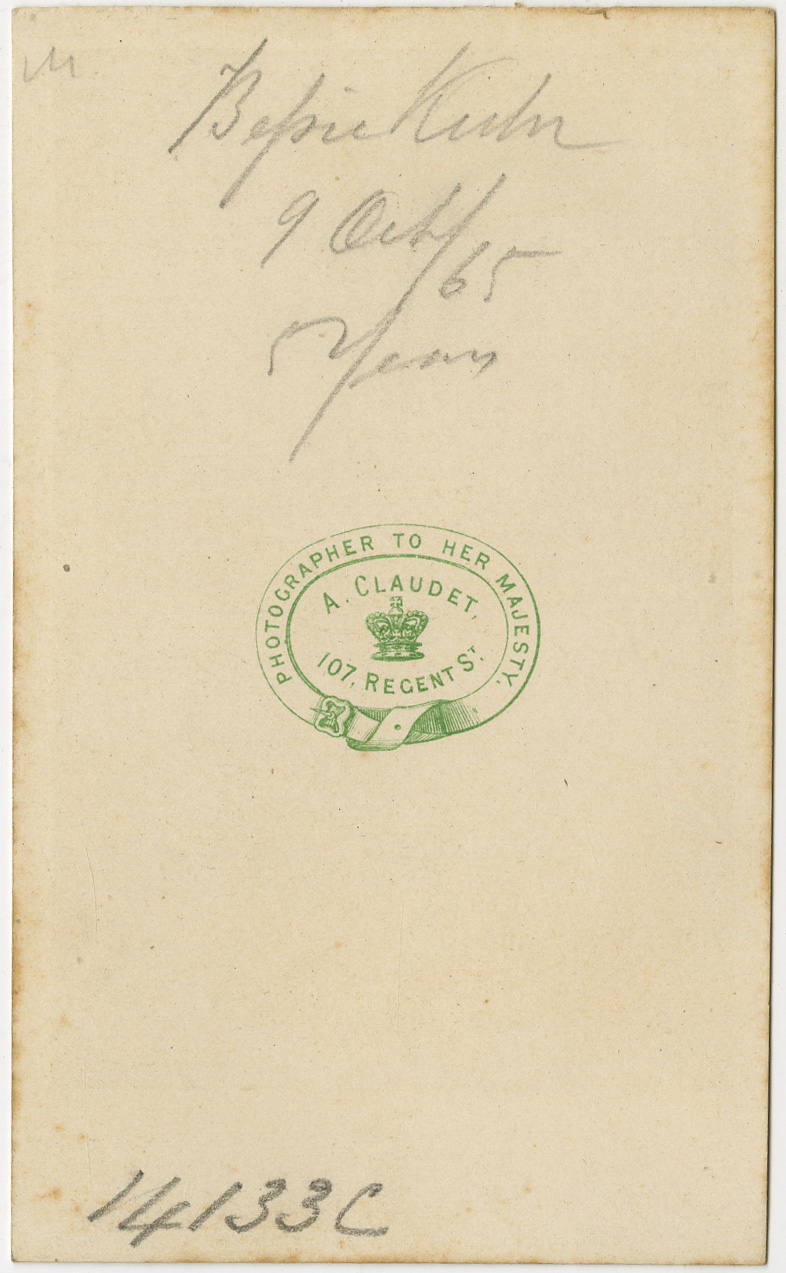 Bessie Kuhn
9 Oct/65
5 Years
PHOTOGRAPHER TO HER MAJESTY.
A. CLAUDET,
107, REGENT ST.
14133C